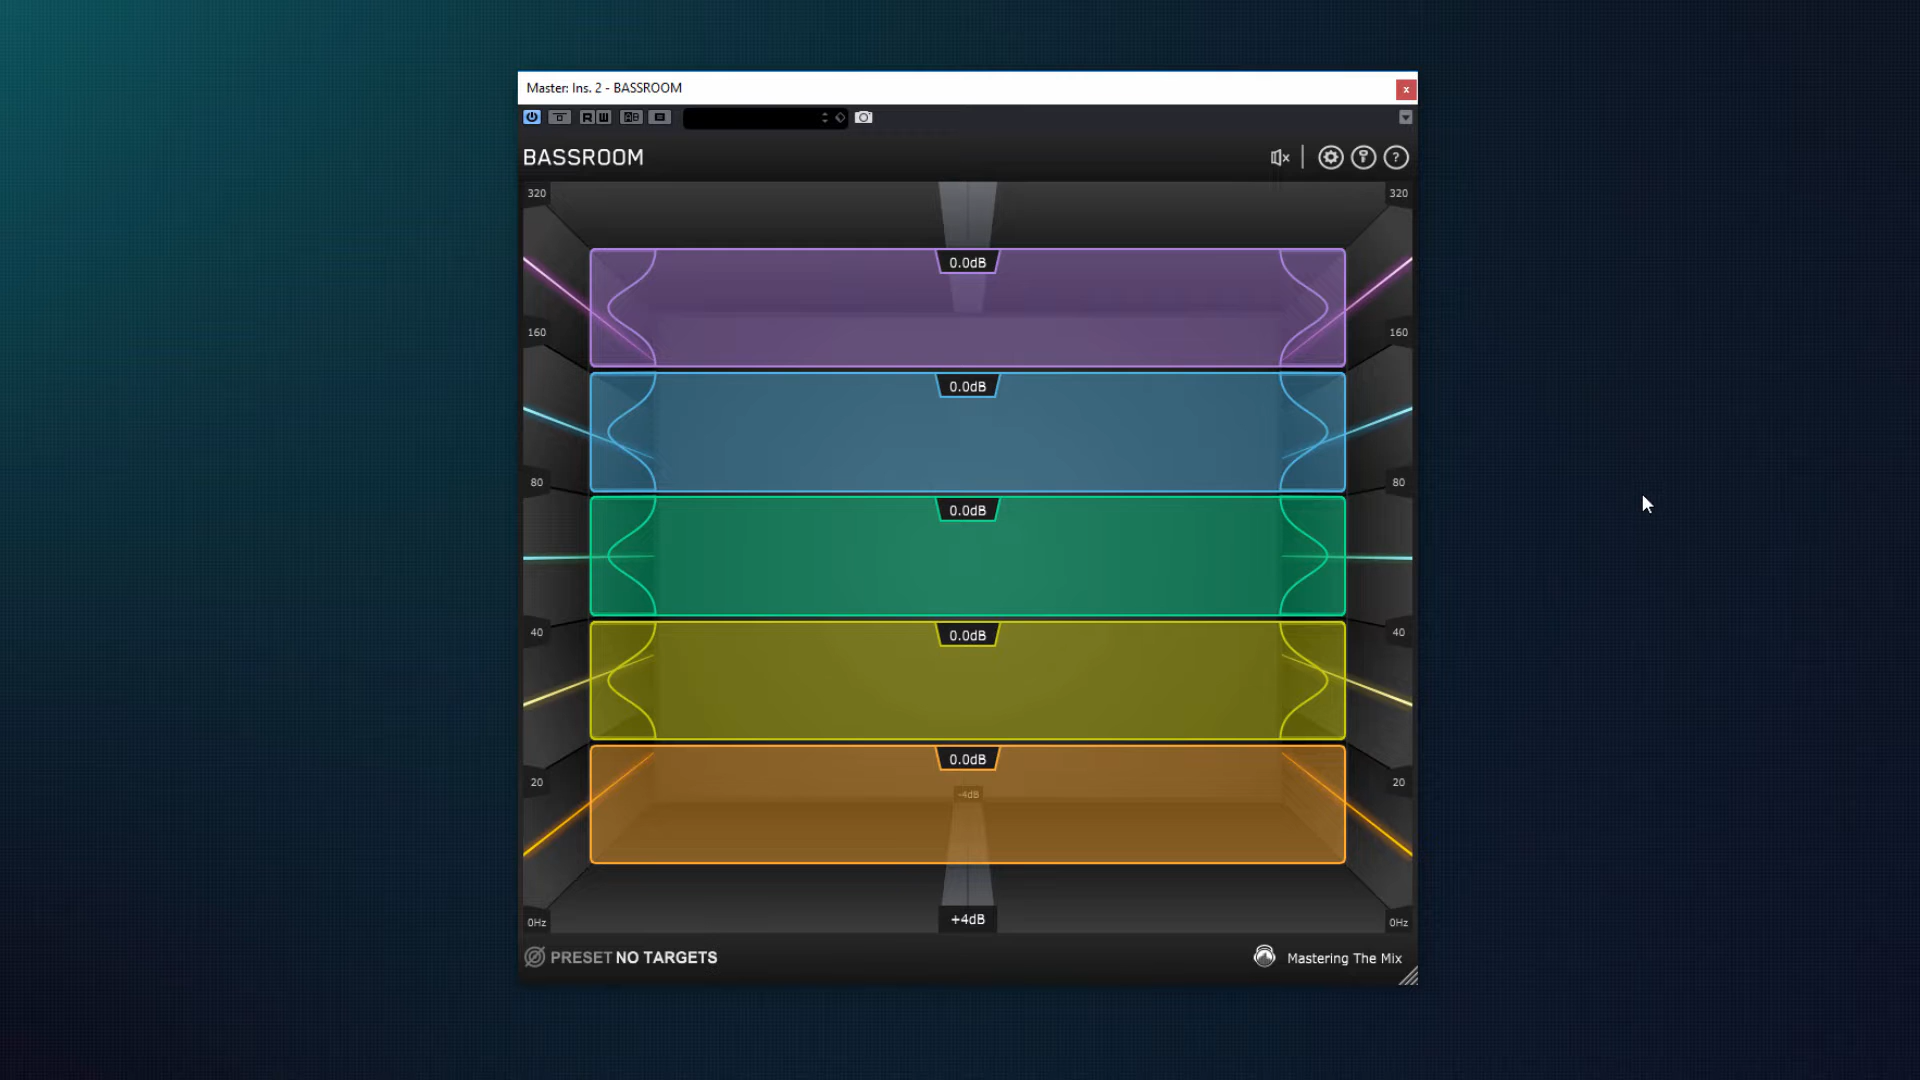 Master: Ins. 2 - BASSROOM
x
R W
BASSROOM
?
320
320
0.0dB
160
160
0.0dB
80
80
0.0dB
40
40
0.0dB
20
20
0.0dB
-4dB
0Hz
+4dB
0Hz
PRESET NO TARGETS
Mastering The Mix